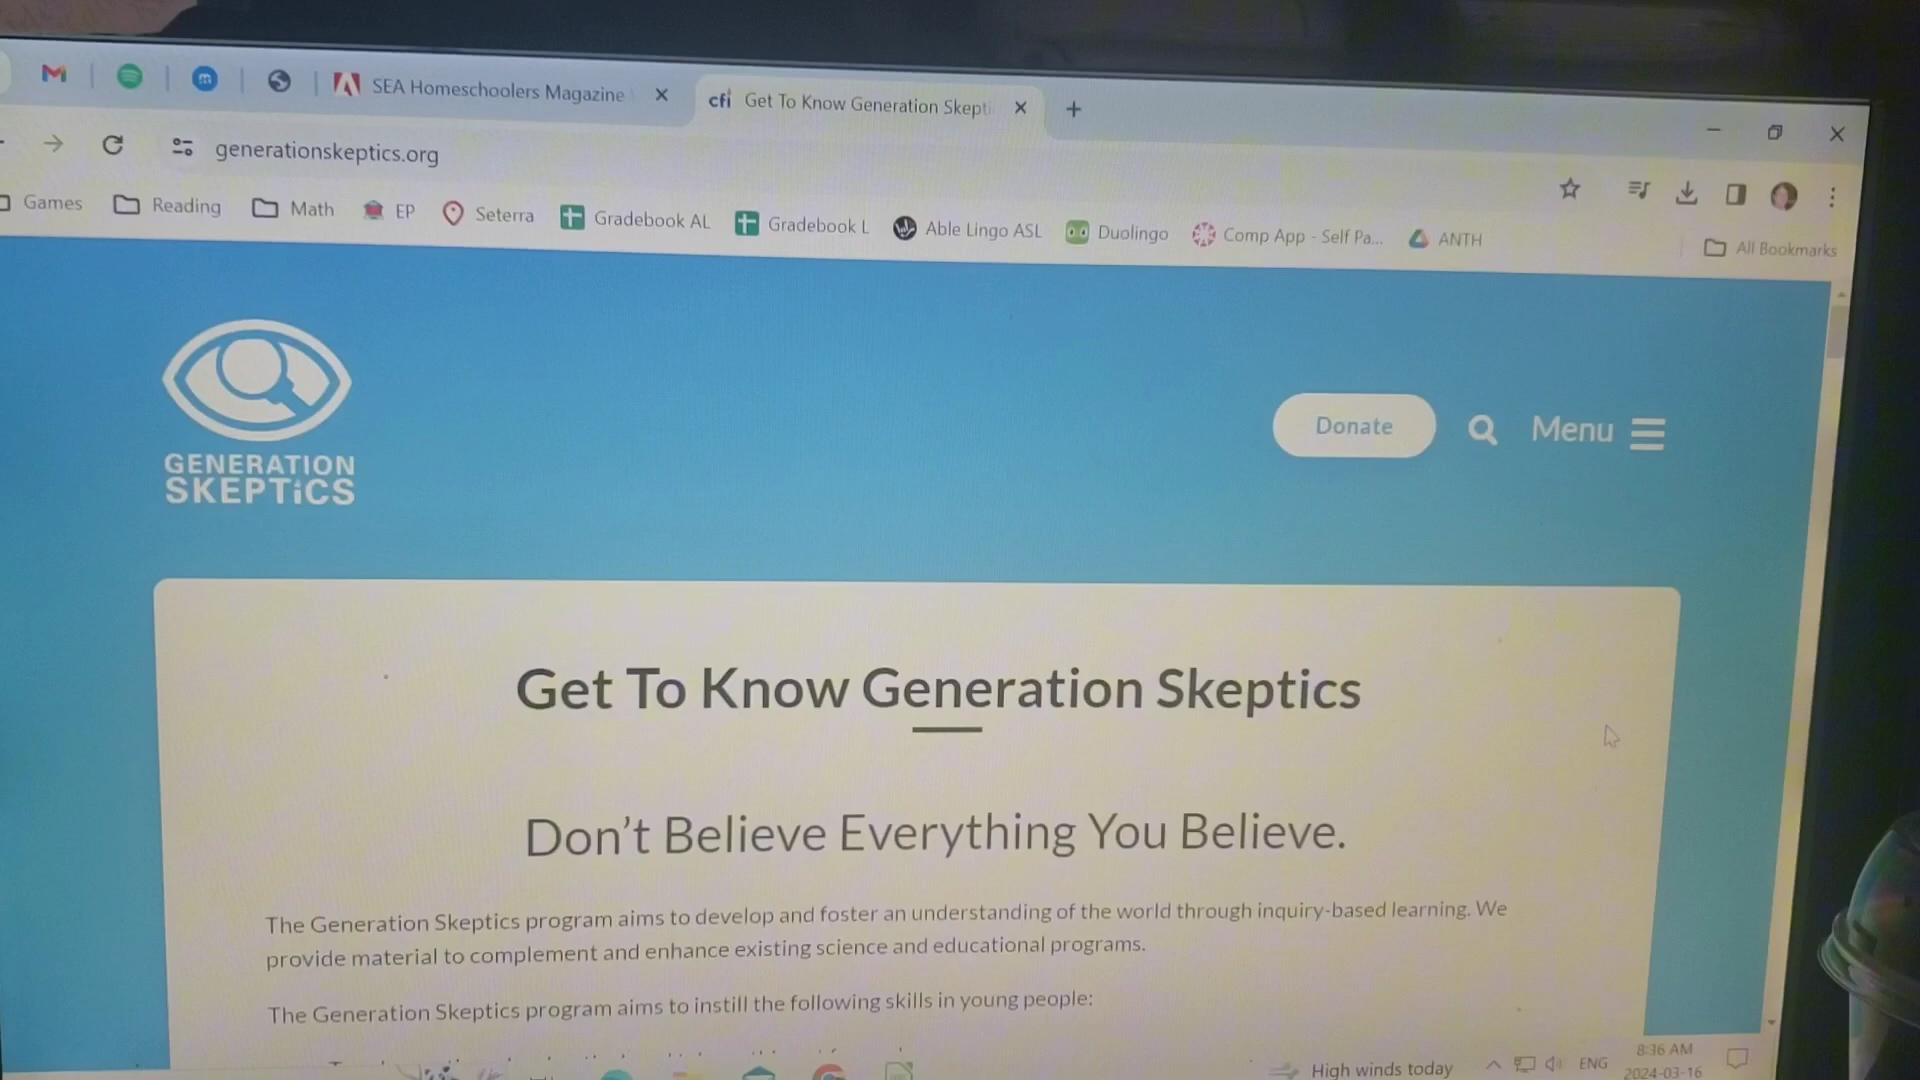 SEA Homeschoolers Magazine
cfi Get To Know Generation Skepti
generationskeptics.org
Games Reading Math EP Seterra Gradebook AL Gradebook L Able Lingo ASL Duolingo Comp App - Self Pa... ANTH
All Bookmarks
GENERATION
SKEPTiCS
Donate
Menu
Get To Know Generation Skeptics
Don't Believe Everything You Believe.
The Generation Skeptics program aims to develop and foster an understanding of the world through inquiry-based learning. We
provide material to complement and enhance existing science and educational programs.
The Generation Skeptics program aims to instill the following skills in young people:
High winds today
ENG
8:36 AM
2024-03-16